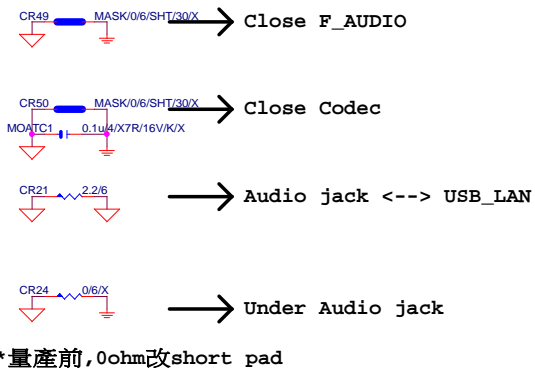 CR49 MASK/0/6/SHT/30/X Close F_AUDIO
CR50 MASK/0/6/SHT/30/X Close Codec
MOATC1 0.1u/4/X7R/16V/K/X
CR21 2.2/6 Audio jack <--> USB_LAN
CR24 0/6/X Under Audio jack
*量產前,0ohm改short pad